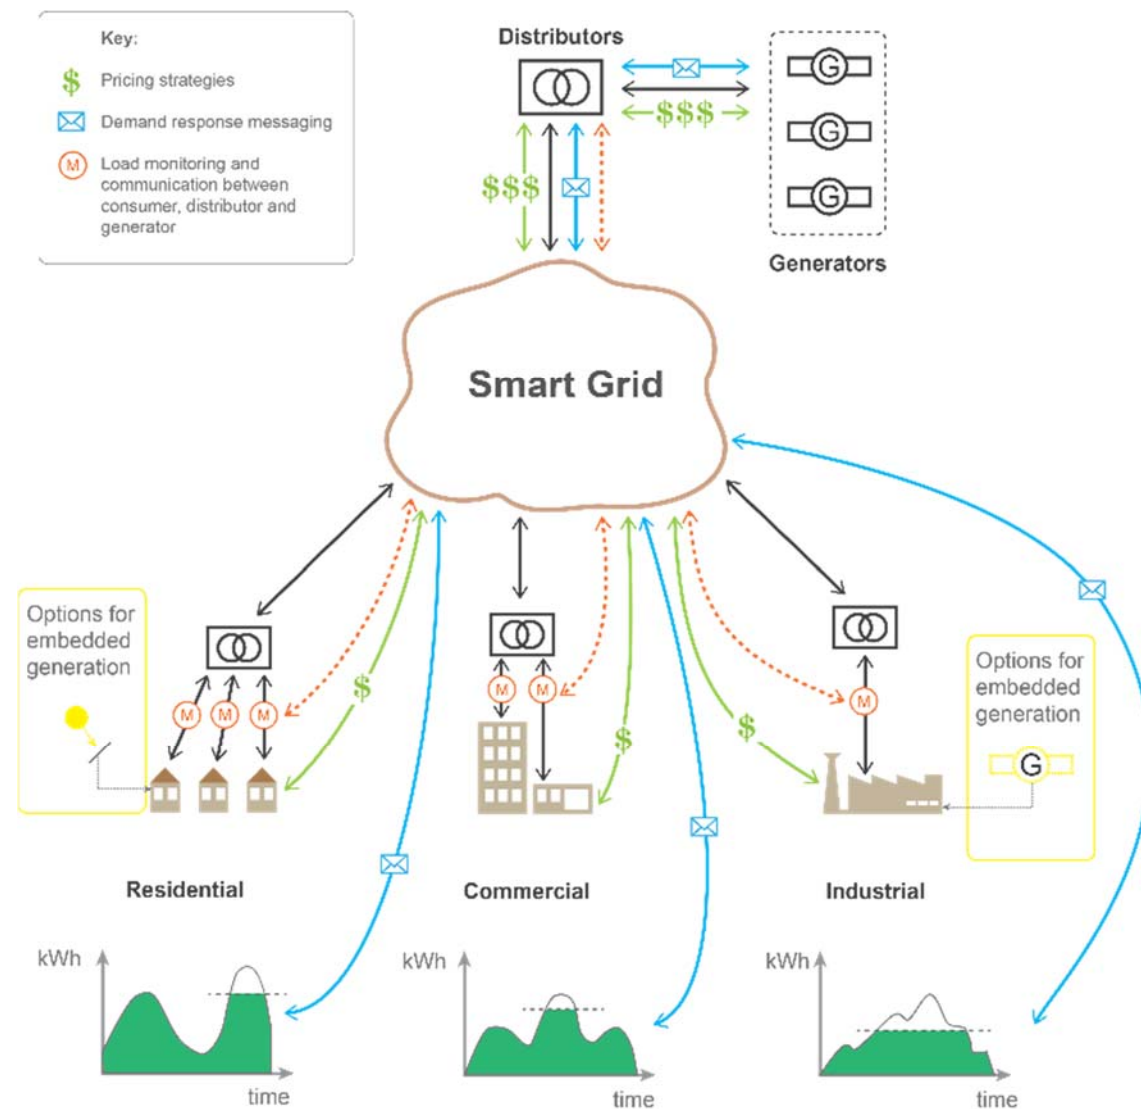 Key:
$ Pricing strategies
Demand response messaging
M Load monitoring and
communication between
consumer, distributor and
generator
Distributors
$$$
G
G
G
Generators
$$$
Smart Grid
Options for
embedded
generation
M M M
$
M M
$
M
$
Options for
embedded
generation
G
Residential
Commercial
Industrial
kWh
time
kWh
time
kWh
time